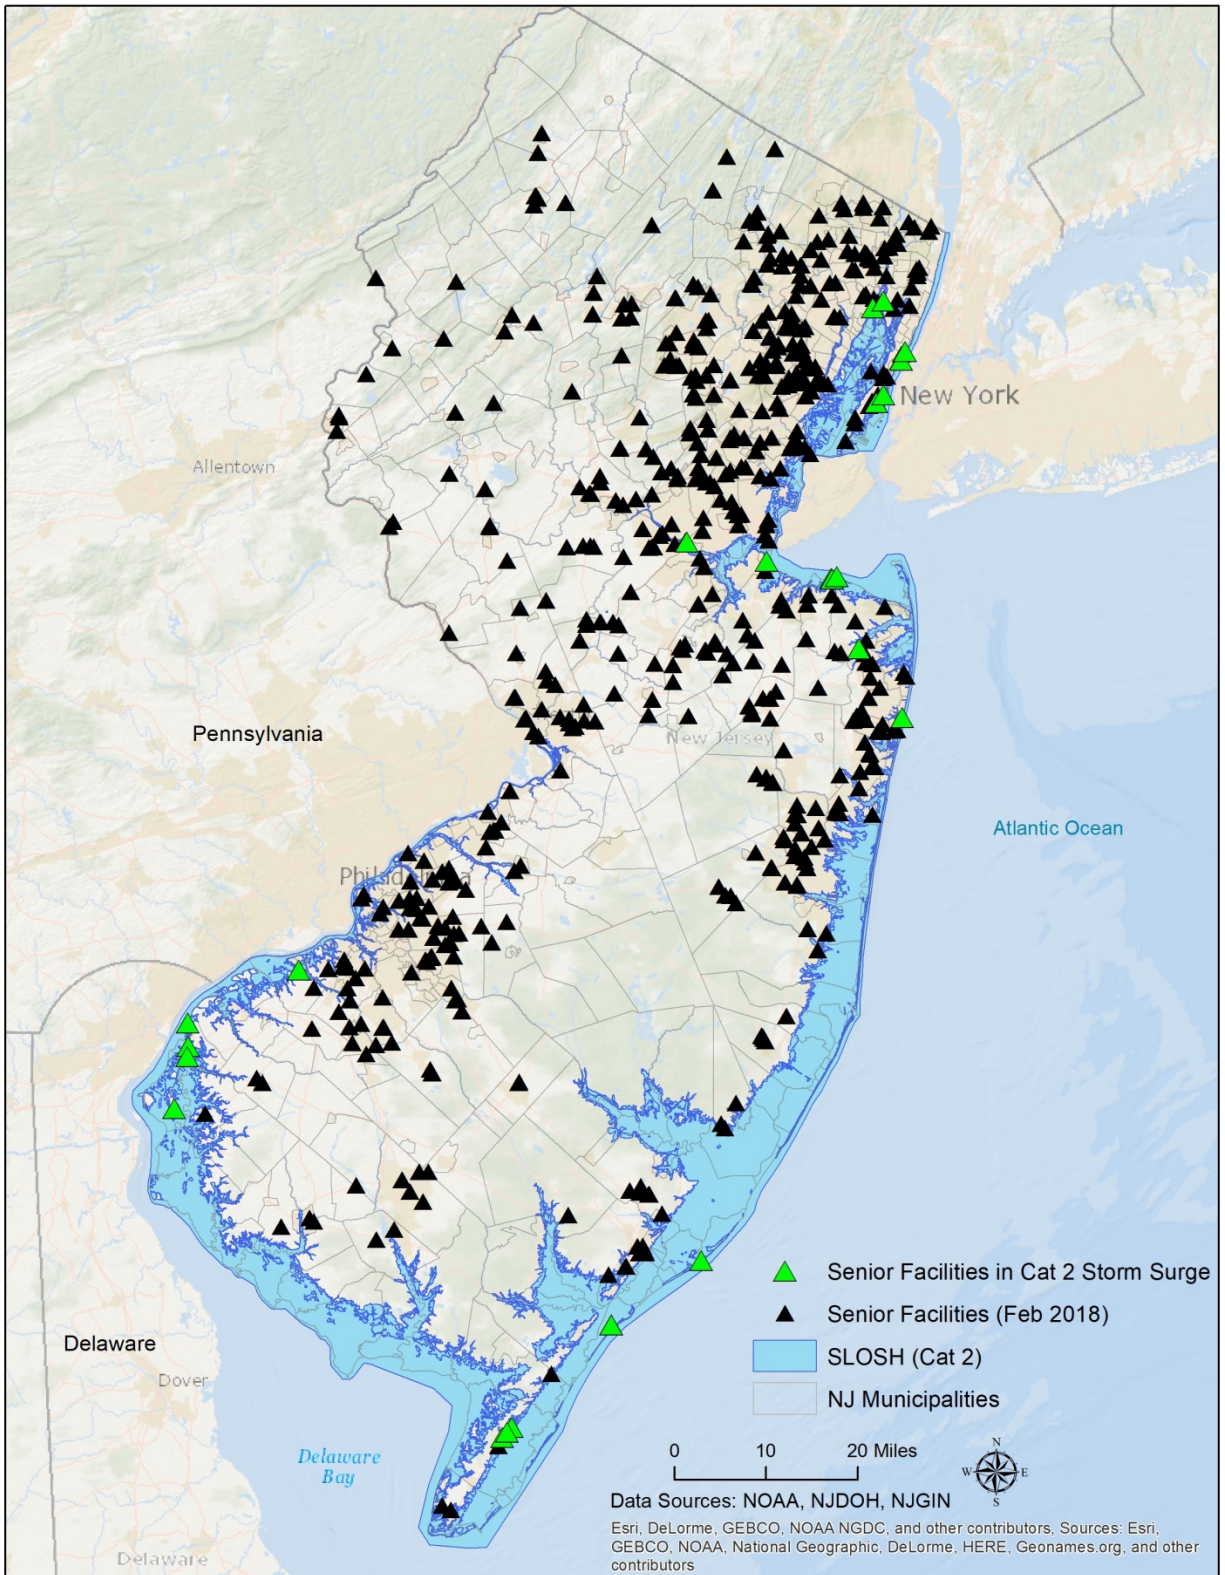 New York
Allentown
Pennsylvania
New Jersey
Atlantic Ocean
Philadelphia
Senior Facilities in Cat 2 Storm Surge
Senior Facilities (Feb 2018)
Delaware
SLOSH (Cat 2)
Dover
NJ Municipalities
0 10 20 Miles
N
W E
S
Delaware
Bay
Data Sources: NOAA, NJDOH, NJGIN
Esri, DeLorme, GEBCO, NOAA NGDC, and other contributors, Sources: Esri,
GEBCO, NOAA, National Geographic, DeLorme, HERE, Geonames.org, and other
contributors
Delaware